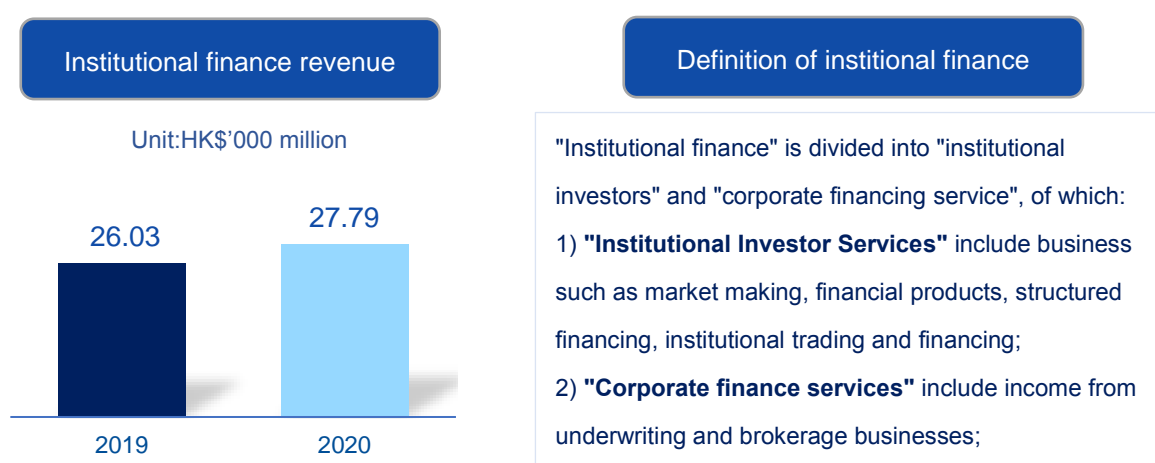 Institutional finance revenue
Unit:HK$'000 million
26.03
27.79
2019
2020
Definition of institional finance
"Institutional finance" is divided into "institutional
investors" and "corporate financing service", of which:
1) "Institutional Investor Services" include business
such as market making, financial products, structured
financing, institutional trading and financing;
2) "Corporate finance services" include income from
underwriting and brokerage businesses;